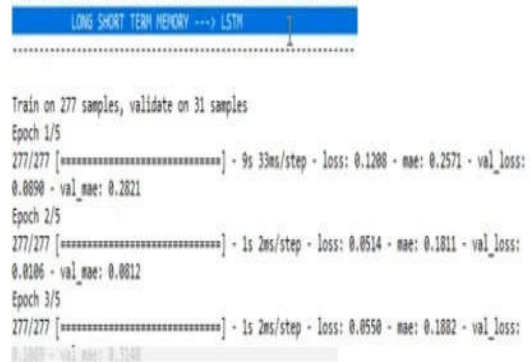 LONG SHORT TERM MEMORY ---> LSTM
------------------------------------------------------------
Train on 277 samples, validate on 31 samples
Epoch 1/5
277/277 [==============================] - 9s 33ms/step - loss: 0.1208 - mae: 0.2571 - val_loss:
0.0890 - val_mae: 0.2821
Epoch 2/5
277/277 [==============================] - 1s 2ms/step - loss: 0.0514 - mae: 0.1811 - val_loss:
0.0106 - val_mae: 0.0812
Epoch 3/5
277/277 [==============================] - 1s 2ms/step - loss: 0.0550 - mae: 0.1882 - val_loss:
val_mae: 0.3140